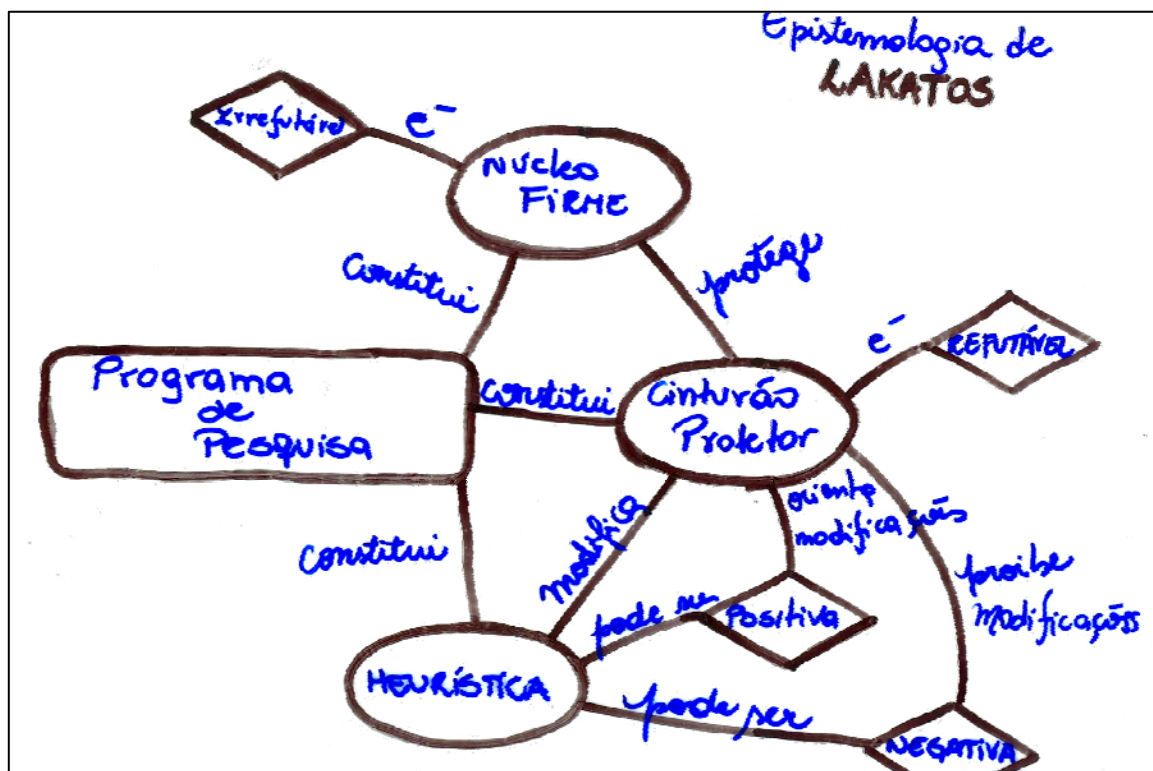 Epistemologia de
LAKATOS
Irrefutável
é
NÚCLEO
FIRME
Constitui
protege
é
REFUTÁVEL
Programa
de
Pesquisa
constitui
Cinturão
Protetor
orienta
modificações
modifica
constitui
proibe
modificações
pode ser
Positiva
HEURÍSTICA
pode ser
NEGATIVA